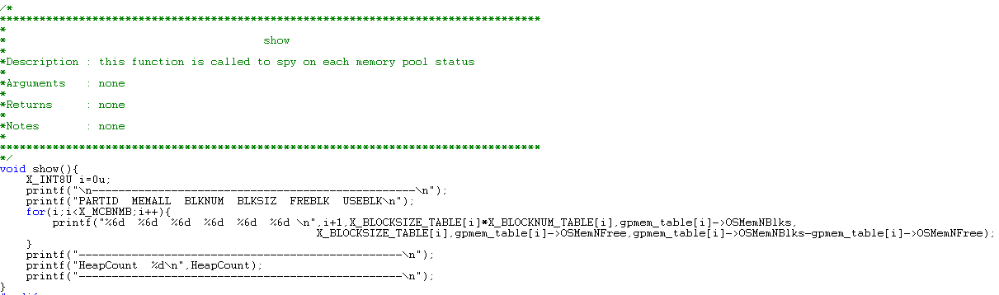 /*
**********************************************************************************
*
*                                       show
*
*Description : this function is called to spy on each memory pool status
*
*Arguments   : none
*
*Returns     : none
*
*Notes       : none
*
**********************************************************************************
*/
void show(){
    X_INT8U i=0u;
    printf("\n-------------------------------------------------\n");
    printf("PARTID  MEMALL  BLKNUM  BLKSIZ  FREBLK  USEBLK\n");
    for(i;i<X_MCBNMB;i++){
        printf("%6d  %6d  %6d  %6d  %6d  %6d \n",i+1,X_BLOCKSIZE_TABLE[i]*X_BLOCKNUM_TABLE[i],gpmem_table[i]->OSMemNBlks,
                                                X_BLOCKSIZE_TABLE[i],gpmem_table[i]->OSMemNFree,gpmem_table[i]->OSMemNBlks-gpmem_table[i]->OSMemNFree);
    }
    printf("-------------------------------------------------\n");
    printf("HeapCount  %d\n",HeapCount);
    printf("-------------------------------------------------\n");
}